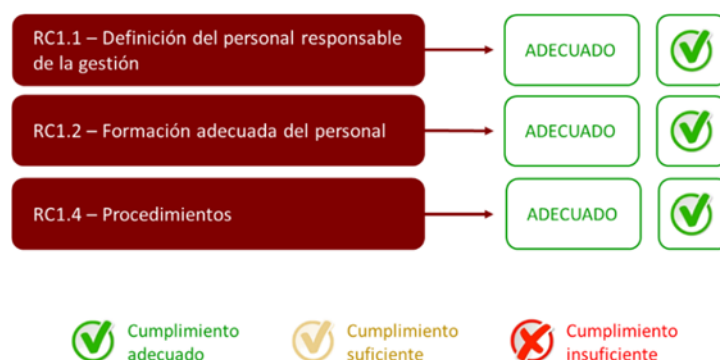 RC1.1 – Definición del personal responsable
de la gestión
ADECUADO
RC1.2 – Formación adecuada del personal
ADECUADO
RC1.4 – Procedimientos
ADECUADO
Cumplimiento
adecuado
Cumplimiento
suficiente
Cumplimiento
insuficiente